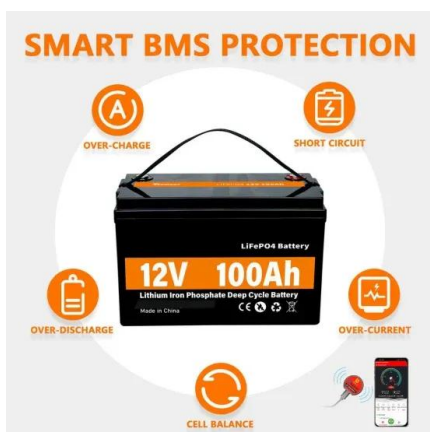 SMART BMS PROTECTION
A
OVER-CHARGE
SHORT CIRCUIT
LiFePO4 Battery
12V 100Ah
Lithium Iron Phosphate Deep Cycle Battery
Made in China
CE
OVER-DISCHARGE
OVER-CURRENT
CELL BALANCE